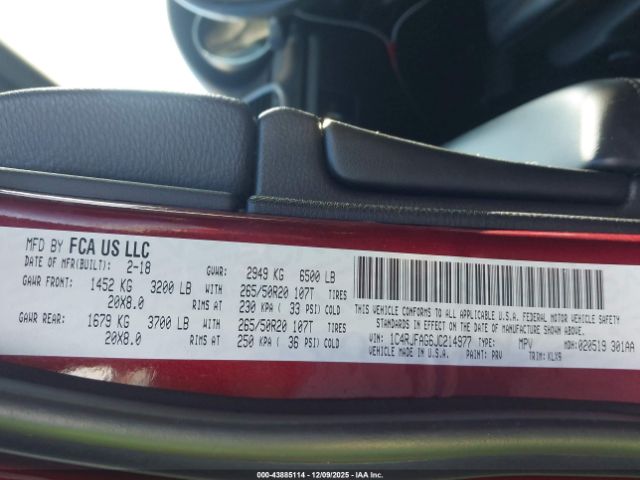 MFD BY FCA US LLC
DATE OF MFR(BUILT): 2-18 GVWR: 2949 KG 6500 LB
GAWR FRONT: 1452 KG 3200 LB WITH 265/50R20 107T TIRES
20X8.0 RIMS AT 230 KPA ( 33 PSI) COLD
GAWR REAR: 1679 KG 3700 LB WITH 265/50R20 107T TIRES
20X8.0 RIMS AT 250 KPA ( 36 PSI) COLD
THIS VEHICLE CONFORMS TO ALL APPLICABLE U.S.A. FEDERAL MOTOR VEHICLE SAFETY
STANDARDS IN EFFECT ON THE DATE OF MANUFACTURE SHOWN ABOVE.
VIN: 1C4RJFAG6JC214977 TYPE: MPV MDH: 020519 301AA
VEHICLE MADE IN U.S.A. PAINT: PRV TRIM: KLX9
000-43885114 - 12/09/2025 - IAA Inc.